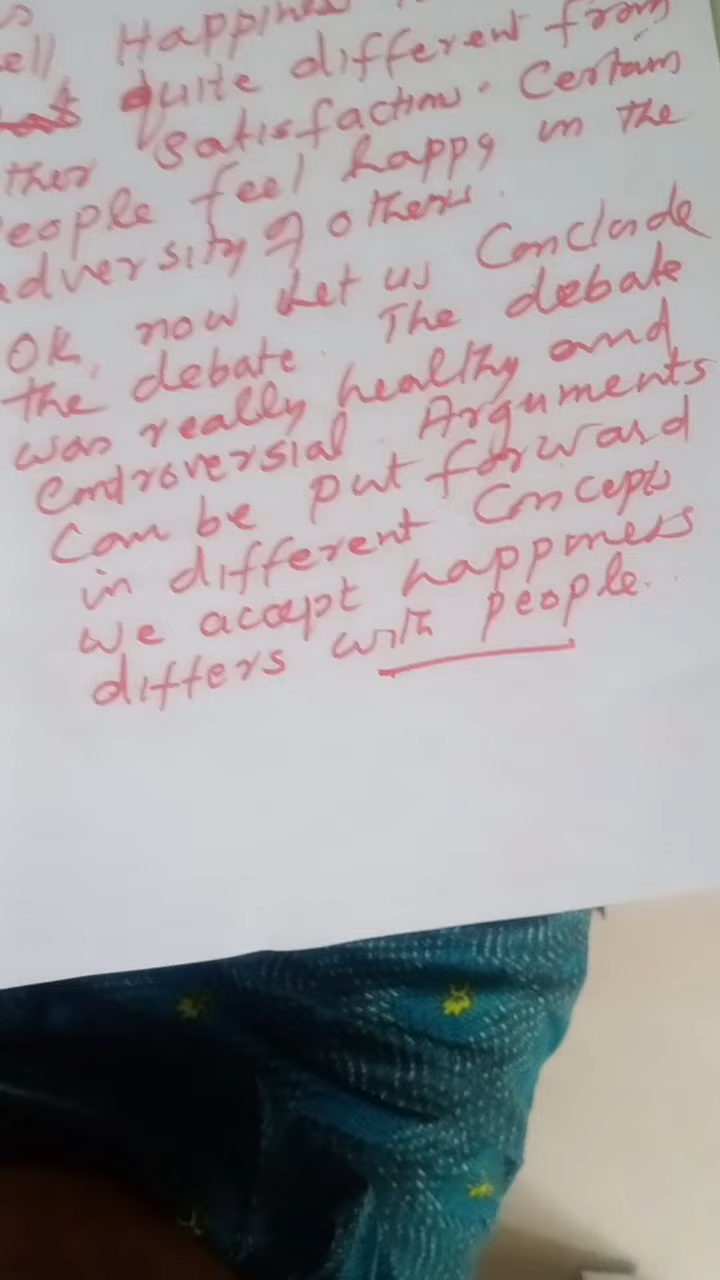 Happiness
quite different from
satisfaction. Certain
people feel happy in the
adversity of others.
OK, now Let us Conclude
the debate. The debate
was really healthy and
Controversial. Arguments
can be put forward
in different Concepts
we accept happiness
differs with people.